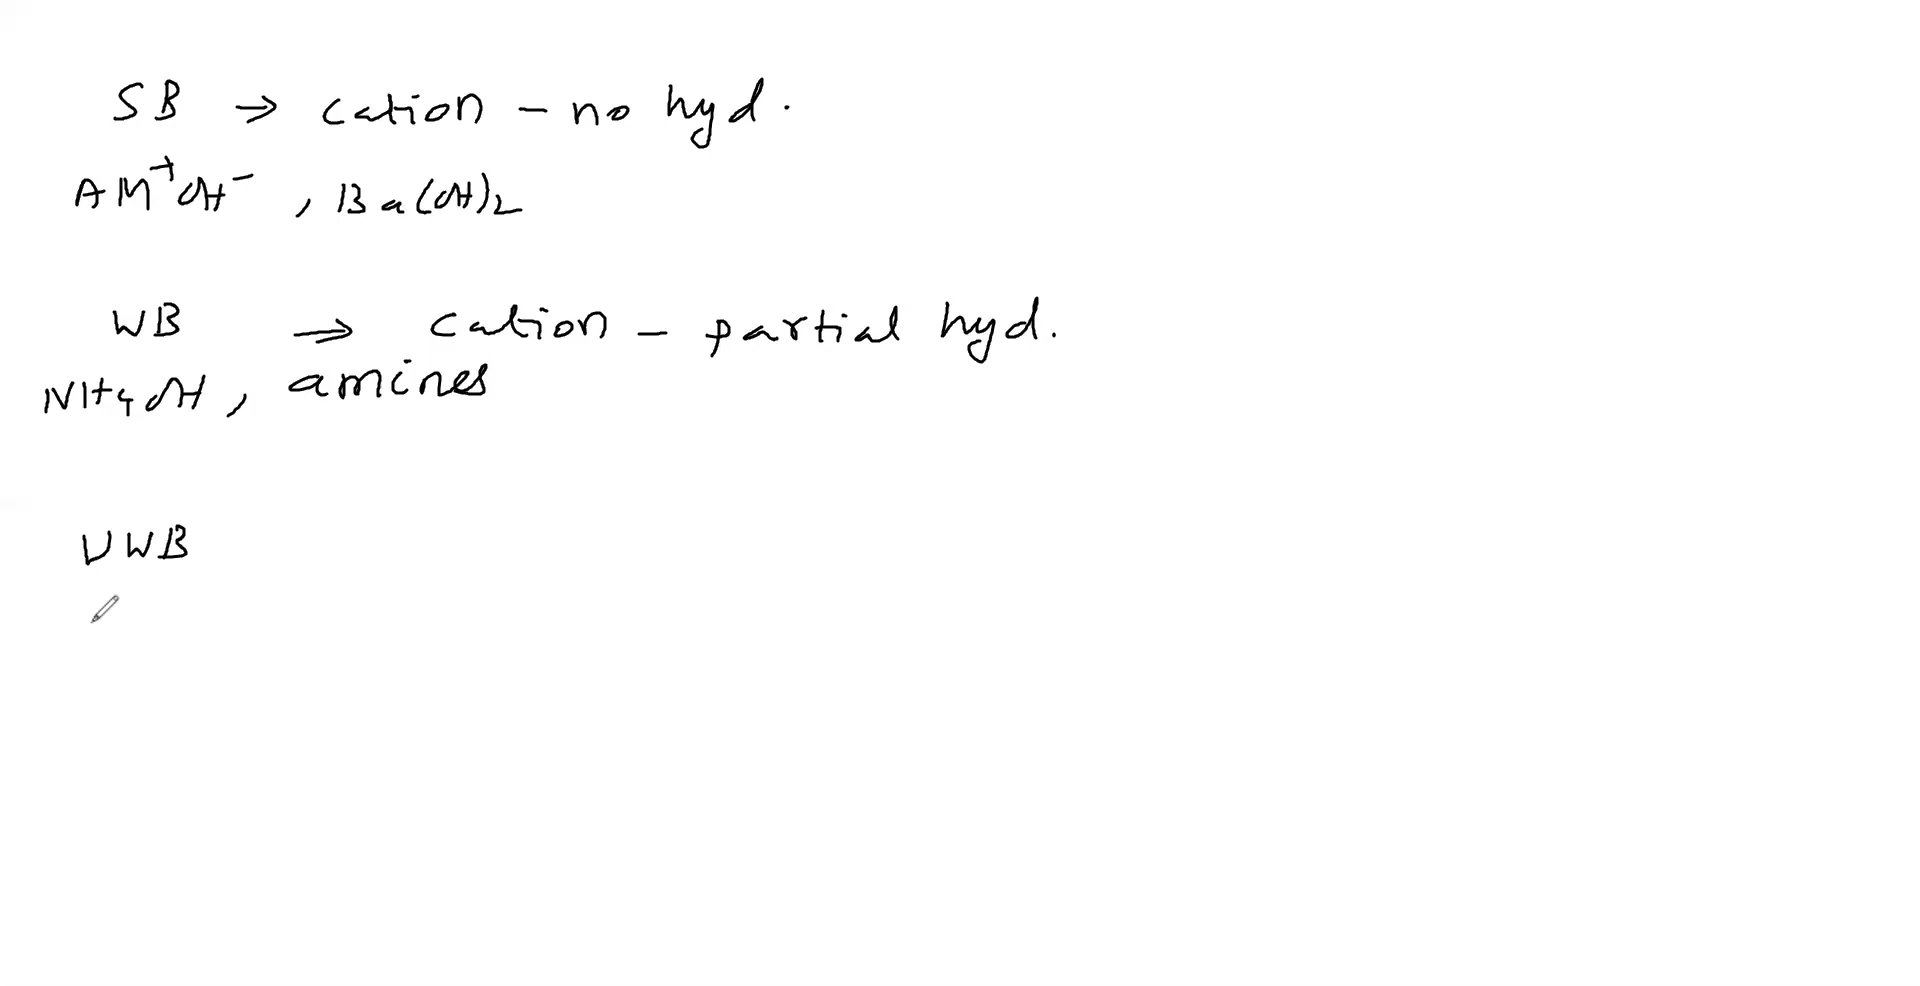 SB ⇒ cation - no hyd.
AM⁺OH⁻, Ba(OH)₂
WB ⇒ cation - partial hyd.
NH₄OH, amines
VWB